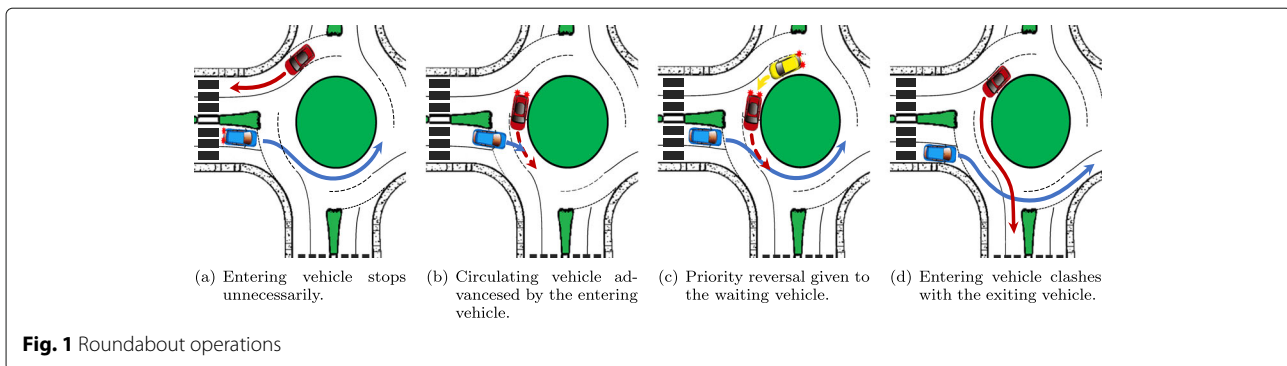 (a) Entering vehicle stops
unnecessarily.
(b) Circulating vehicle ad-
vancesed by the entering
vehicle.
(c) Priority reversal given to
the waiting vehicle.
(d) Entering vehicle clashes
with the exiting vehicle.
Fig. 1 Roundabout operations